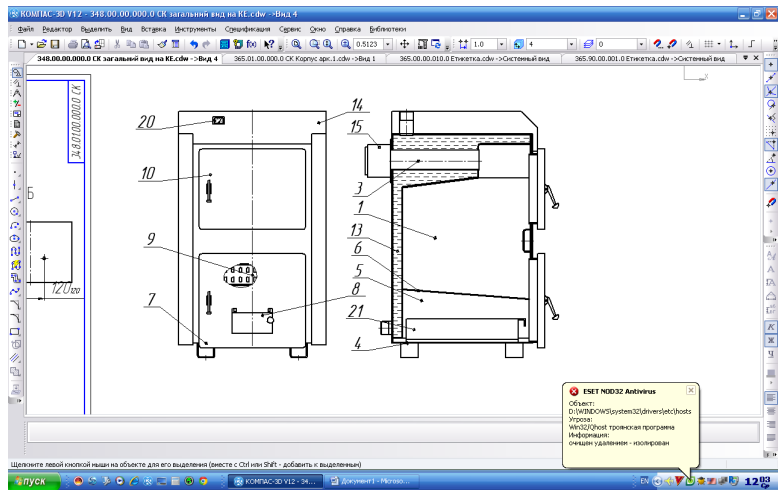 КОМПАС-3D V12 - 348.00.00.000.0 СК загальний вид на КЕ.cdw ->Вид 4
Файл Редактор Выделить Вид Вставка Инструменты Спецификация Сервис Окно Справка Библиотеки
0.5123 1.0 4 0
348.00.00.000.0 СК загальний вид на КЕ.cdw ->Вид 4 365.01.00.000.0 СК Корпус арк.1.cdw ->Вид 1 365.00.00.010.0 Етикетка.cdw ->Системный вид 365.90.00.001.0 Етикетка.cdw ->Системный вид
348.01.00.000.0 СК
Б
120
20
10
9
8
7
14
15
3
1
13
6
5
21
4
ESET NOD32 Antivirus
Объект:
D:\WINDOWS\system32\drivers\etc\hosts
Угроза:
Win32/Qhost троянская программа
Информация:
очищен удалением - изолирован
Щелкните левой кнопкой мыши на объекте для его выделения (вместе с Ctrl или Shift - добавить к выделенным)
пуск КОМПАС-3D V12 - 34... Документ1 - Microso... EN 12:03
Ср